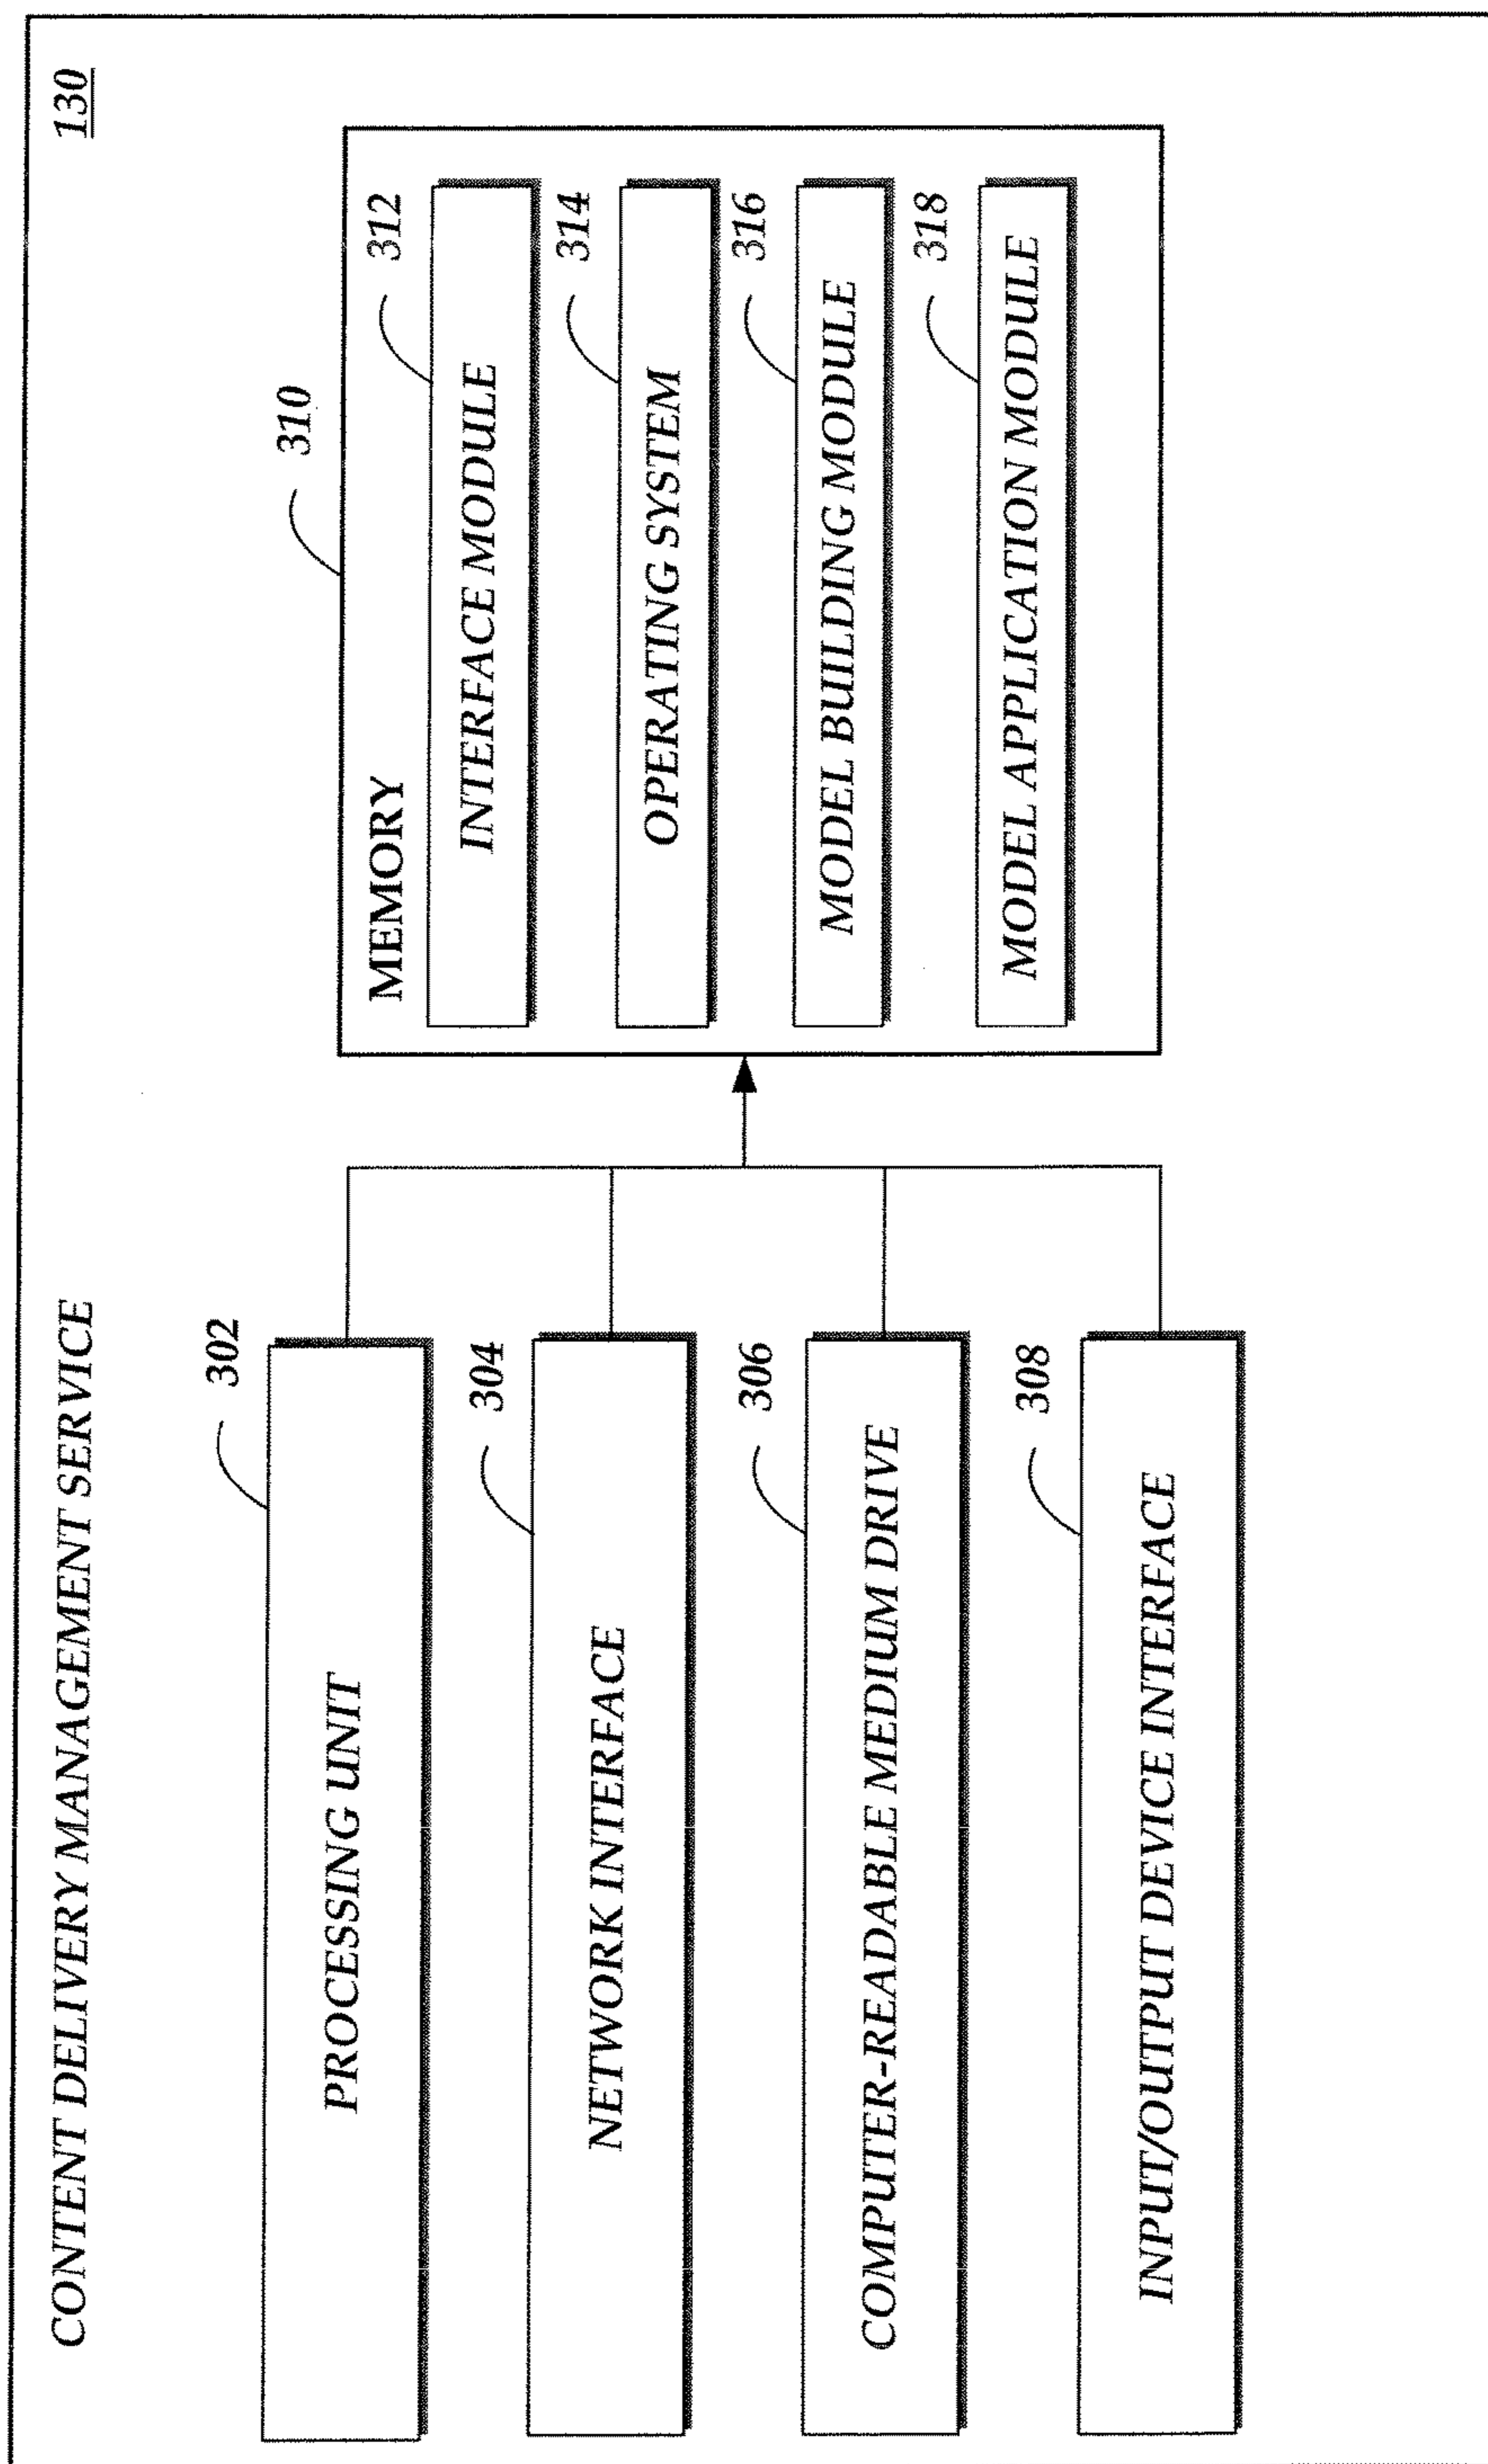 CONTENT DELIVERY MANAGEMENT SERVICE
130
302
PROCESSING UNIT
304
NETWORK INTERFACE
306
COMPUTER-READABLE MEDIUM DRIVE
308
INPUT/OUTPUT DEVICE INTERFACE
310
MEMORY
312
INTERFACE MODULE
314
OPERATING SYSTEM
316
MODEL BUILDING MODULE
318
MODEL APPLICATION MODULE